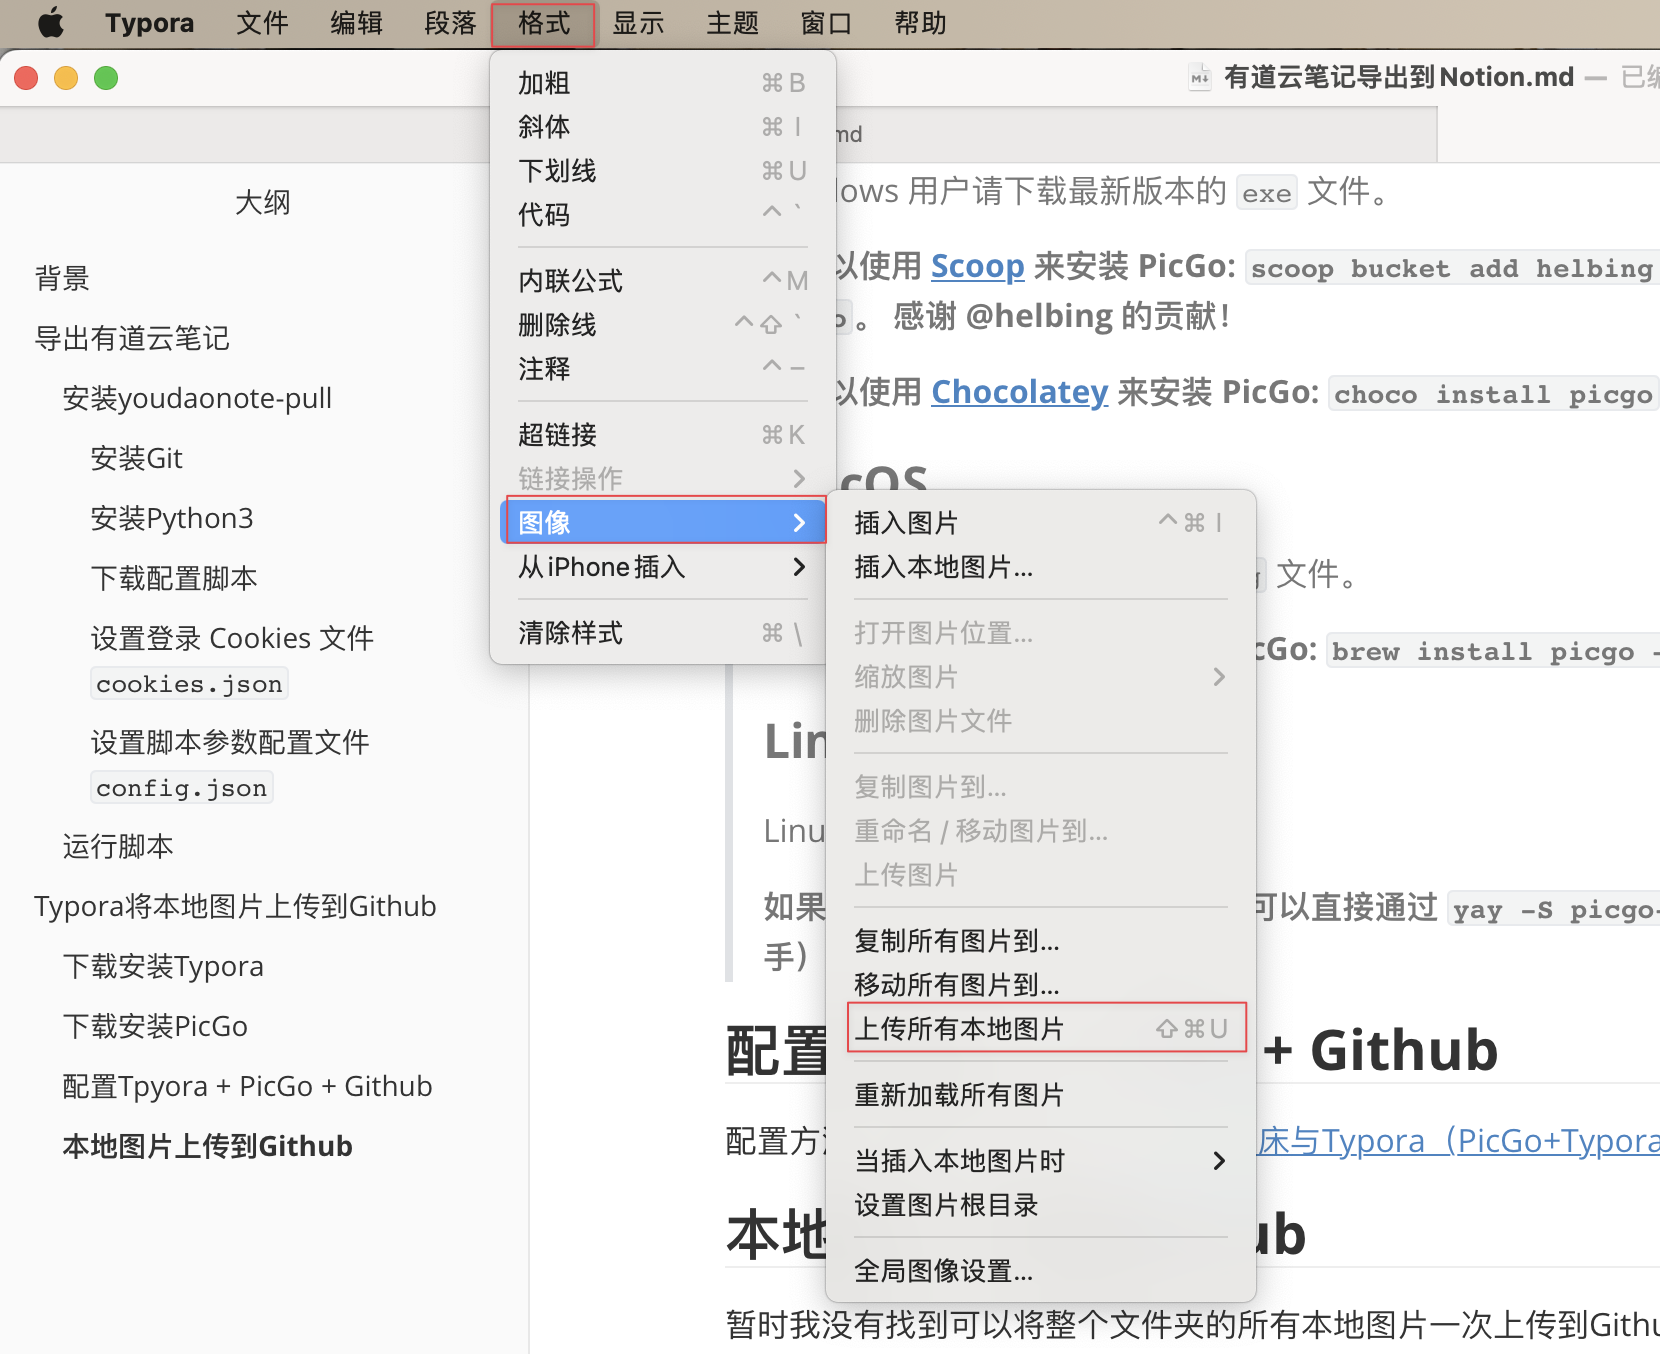 Typora 文件 编辑 段落 格式 显示 主题 窗口 帮助
有道云笔记导出到Notion.md — 已编
md
大纲
背景
导出有道云笔记
安装youdaonote-pull
安装Git
安装Python3
下载配置脚本
设置登录 Cookies 文件
cookies.json
设置脚本参数配置文件
config.json
运行脚本
Typora将本地图片上传到Github
下载安装Typora
下载安装PicGo
配置Tpyora + PicGo + Github
本地图片上传到Github
加粗 ⌘B
斜体 ⌘I
下划线 ⌘U
代码 ^`
内联公式 ^M
删除线 ^⇧`
注释 ^–
超链接 ⌘K
链接操作 >
图像 >
从iPhone插入 >
清除样式 ⌘\
插入图片 ^⌘I
插入本地图片...
打开图片位置...
缩放图片 >
删除图片文件
复制图片到...
重命名 / 移动图片到...
上传图片
复制所有图片到...
移动所有图片到...
上传所有本地图片 ⇧⌘U
重新加载所有图片
当插入本地图片时 >
设置图片根目录
全局图像设置...
lows 用户请下载最新版本的 exe 文件。
以使用 Scoop 来安装 PicGo: scoop bucket add helbing
。 感谢 @helbing 的贡献！
以使用 Chocolatey 来安装 PicGo: choco install picgo
cOS
文件。
cGo: brew install picgo -
Lin
Linu
如果 可以直接通过 yay -S picgo-
手）
配置 + Github
配置方 床与Typora（PicGo+Typora
本地 ub
暂时我没有找到可以将整个文件夹的所有本地图片一次上传到Githu